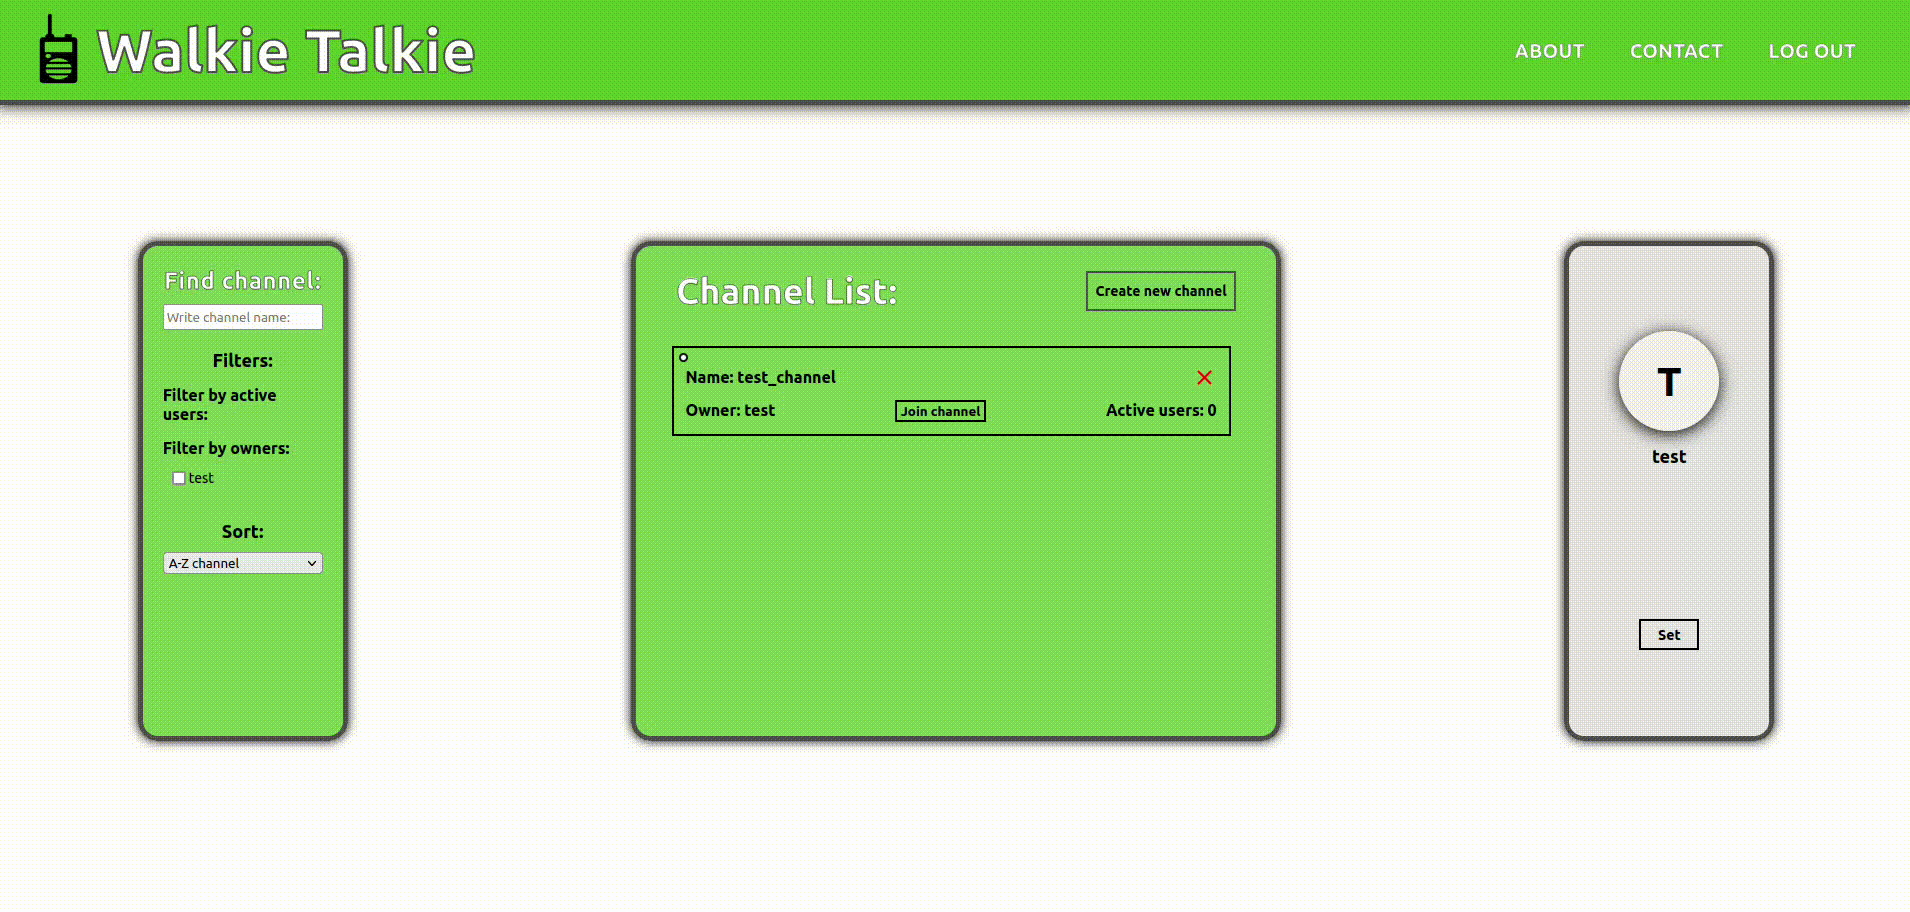 Walkie Talkie
ABOUT
CONTACT
LOG OUT
Find channel:
Write channel name:
Filters:
Filter by active
users:
Filter by owners:
test
Sort:
A-Z channel
Channel List:
Create new channel
Name: test_channel
Owner: test
Join channel
Active users: 0
T
test
Set